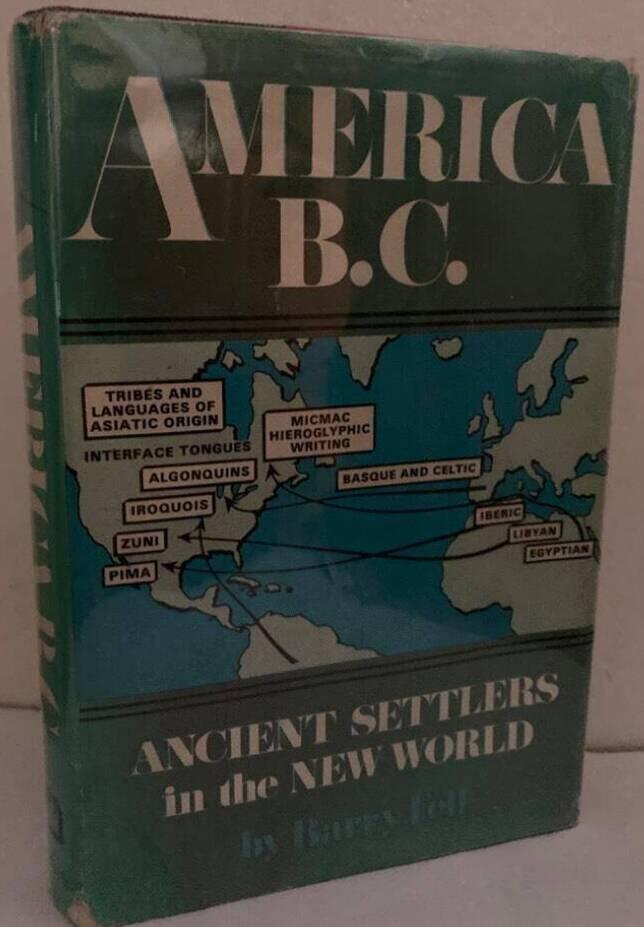 AMERICA
B.C.
TRIBES AND
LANGUAGES OF
ASIATIC ORIGIN
INTERFACE TONGUES
ALGONQUINS
IROQUOIS
ZUNI
PIMA
MICMAC
HIEROGLYPHIC
WRITING
BASQUE AND CELTIC
IBERIC
LIBYAN
EGYPTIAN
ANCIENT SETTLERS
in the NEW WORLD
by Barry Fell
AMERICA B.C.